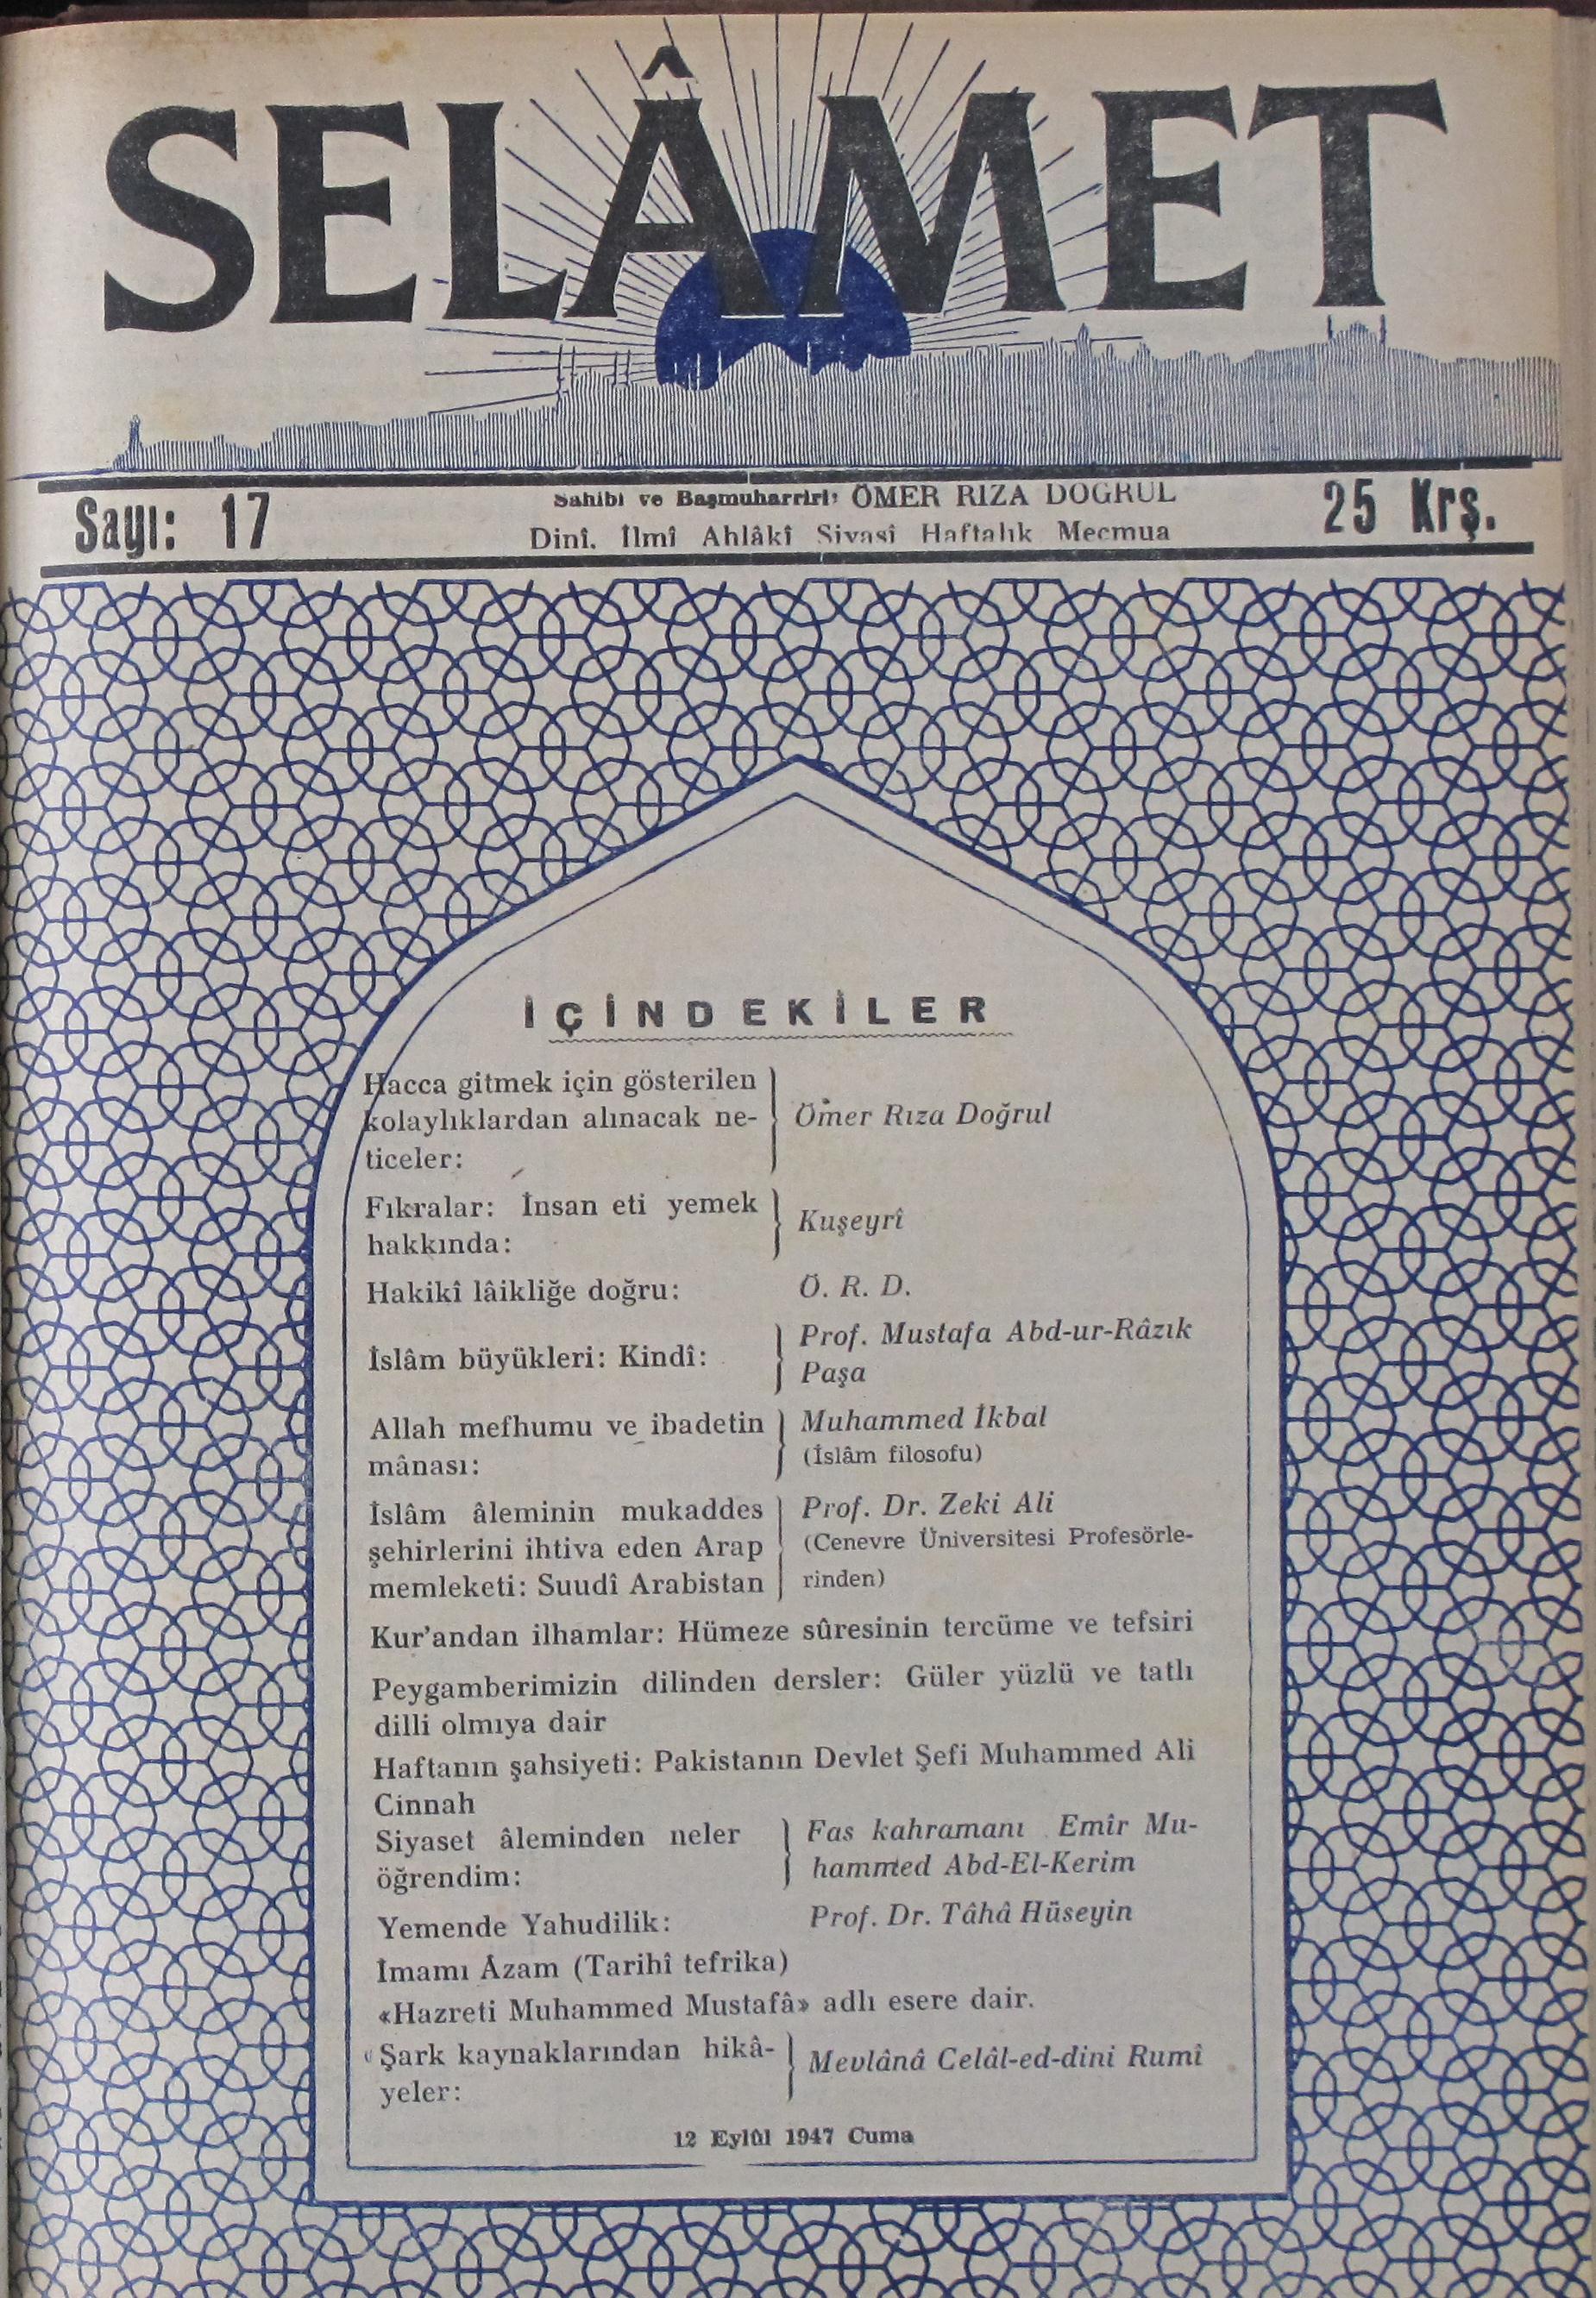 SELÂMET
Sayı: 17
Sahibi ve Başmuharriri: ÖMER RIZA DOĞRUL
Dinî, İlmî Ahlâkî Siyasî Haftalık Mecmua
25 Krş.
İÇİNDEKİLER
Hacca gitmek için gösterilen
kolaylıklardan alınacak ne-
ticeler:
Ömer Rıza Doğrul
Fıkralar: İnsan eti yemek
hakkında:
Kuşeyrî
Hakikî lâikliğe doğru:
Ö. R. D.
İslâm büyükleri: Kindî:
Prof. Mustafa Abd-ur-Râzık
Paşa
Allah mefhumu ve ibadetin
mânası:
Muhammed İkbal
(İslâm filosofu)
İslâm âleminin mukaddes
şehirlerini ihtiva eden Arap
memleketi: Suudî Arabistan
Prof. Dr. Zeki Ali
(Cenevre Üniversitesi Profesörle-
rinden)
Kur'andan ilhamlar: Hümeze sûresinin tercüme ve tefsiri
Peygamberimizin dilinden dersler: Güler yüzlü ve tatlı
dilli olmıya dair
Haftanın şahsiyeti: Pakistanın Devlet Şefi Muhammed Ali
Cinnah
Siyaset âleminden neler
öğrendim:
Fas kahramanı Emîr Mu-
hammed Abd-El-Kerim
Yemende Yahudilik:
Prof. Dr. Tâhâ Hüseyin
İmamı Âzam (Tarihî tefrika)
«Hazreti Muhammed Mustafâ» adlı esere dair.
Şark kaynaklarından hikâ-
yeler:
Mevlânâ Celâl-ed-dini Rumî
12 Eylûl 1947 Cuma